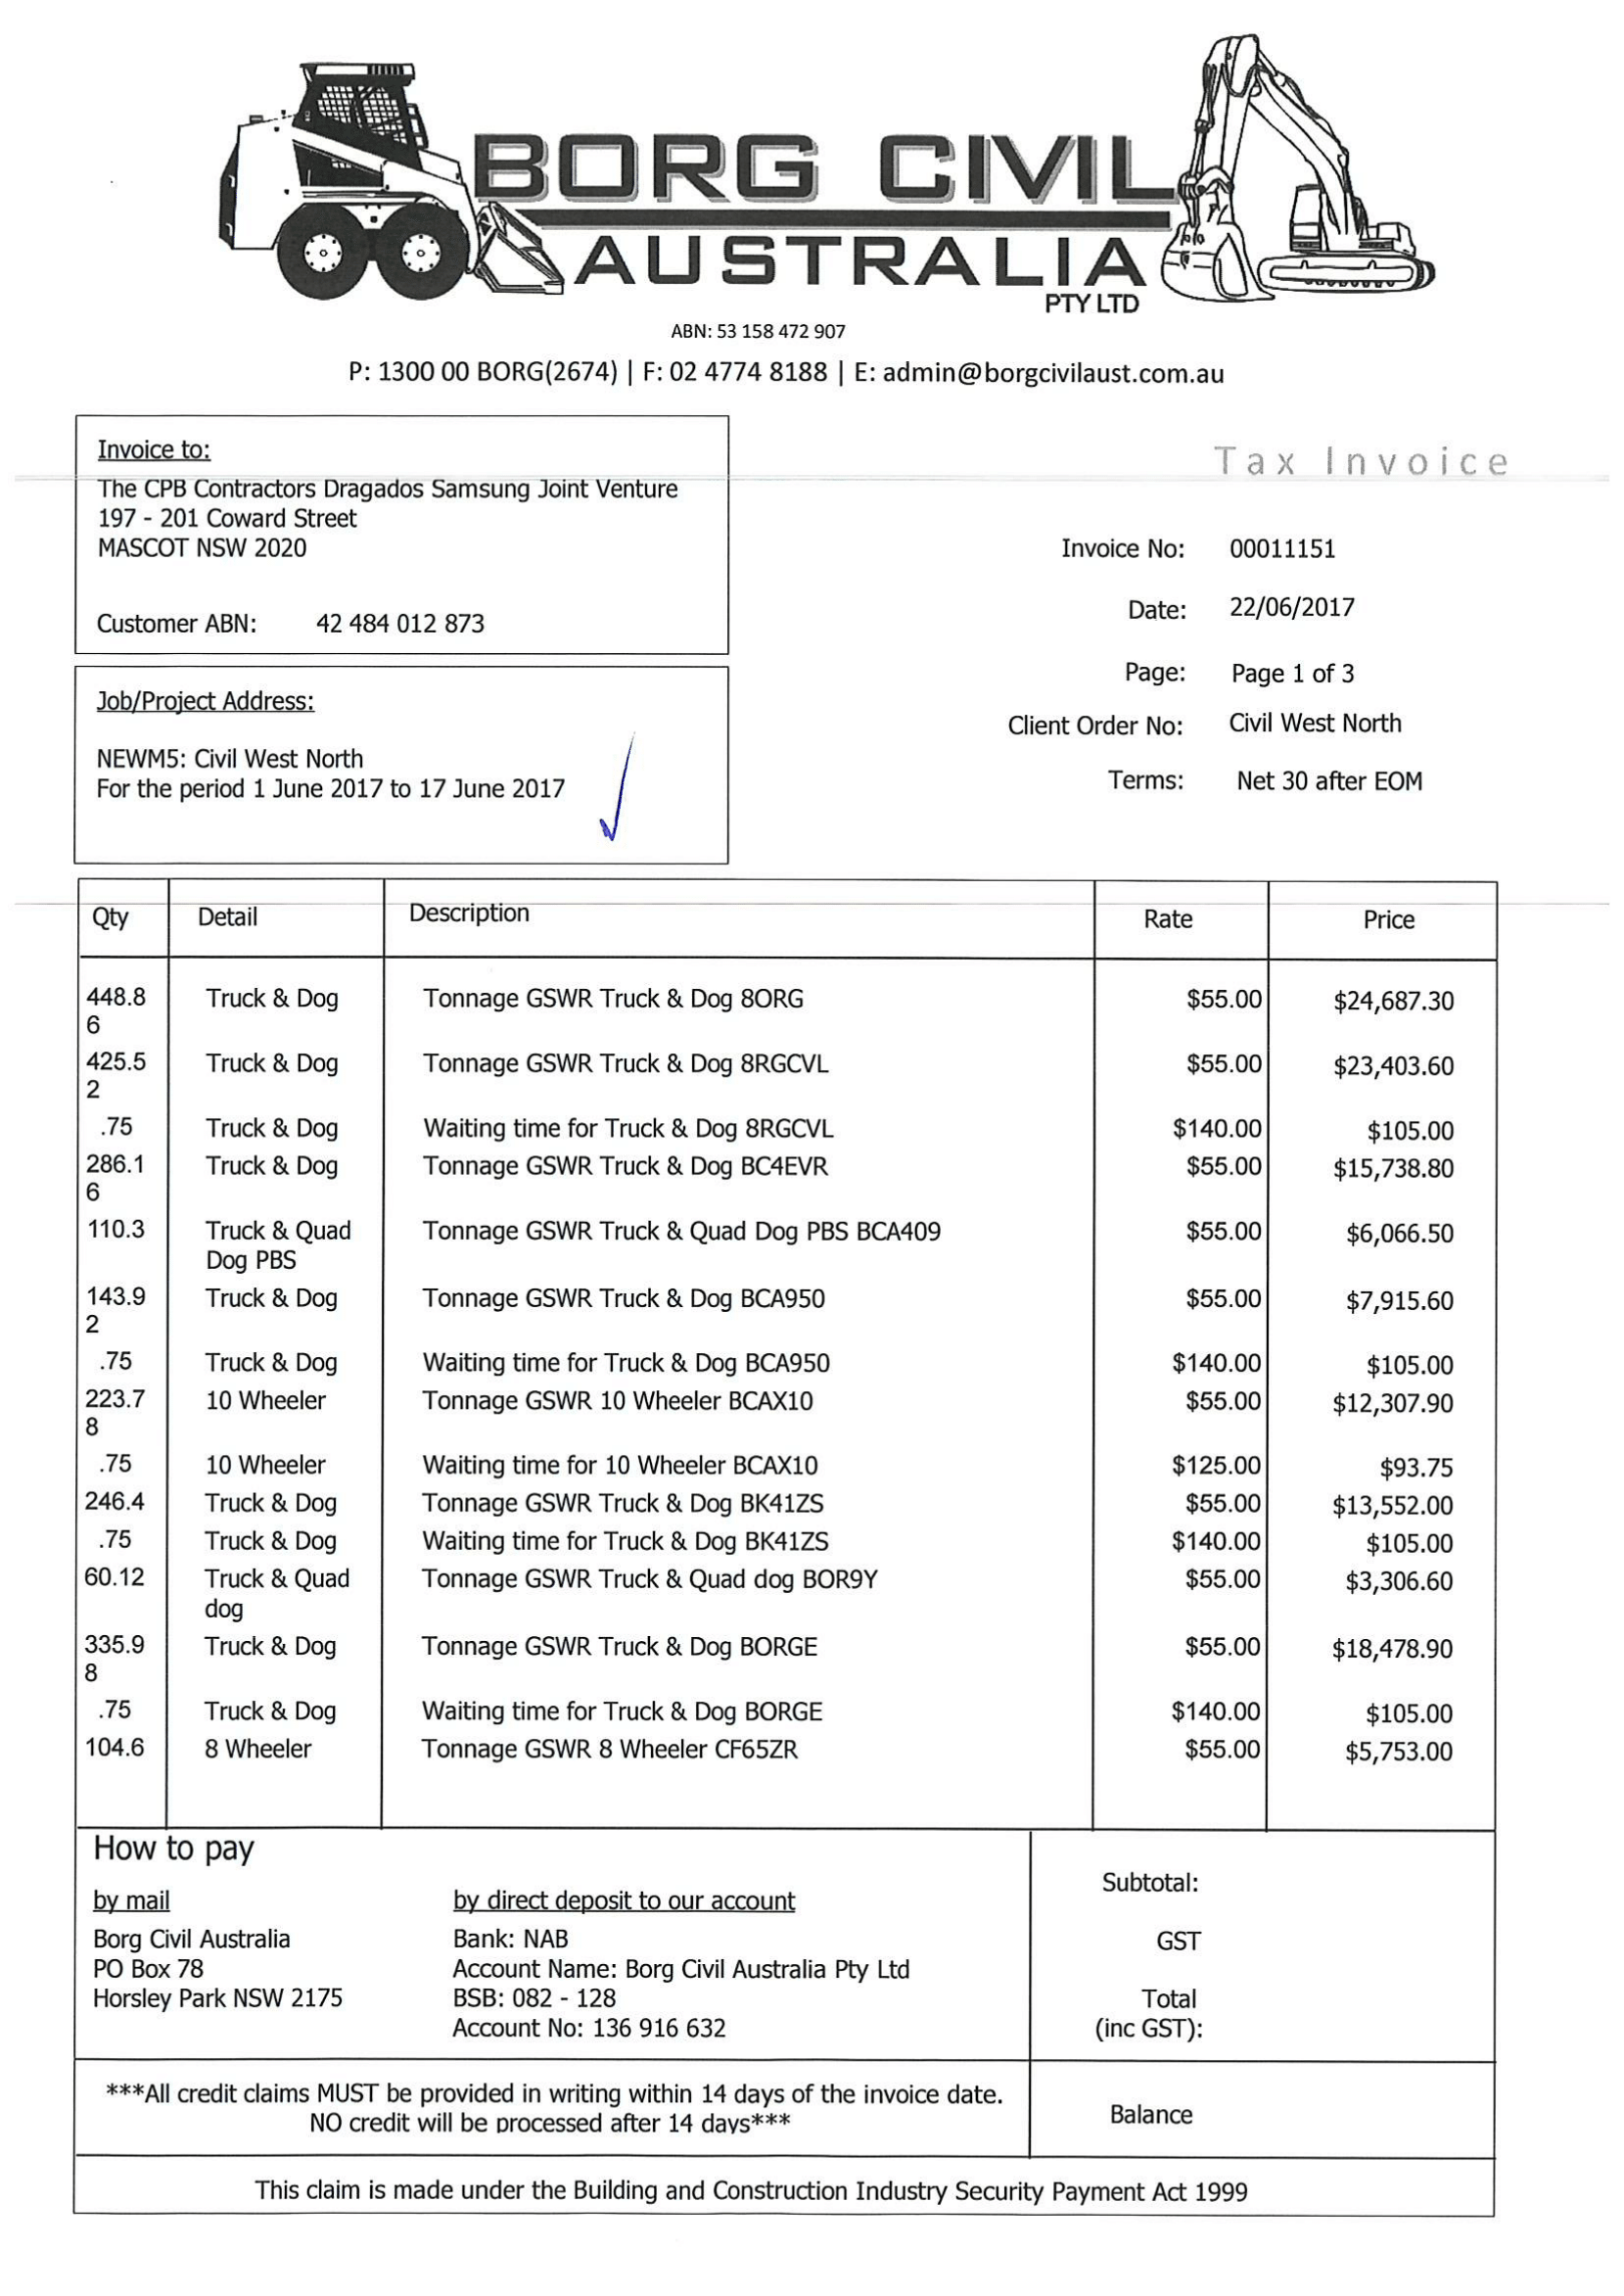 BORG CIVIL
AUSTRALIA
PTY LTD
ABN: 53 158 472 907
P: 1300 00 BORG(2674) | F: 02 4774 8188 | E: admin@borgcivilaust.com.au
Invoice to:
The CPB Contractors Dragados Samsung Joint Venture
197 - 201 Coward Street
MASCOT NSW 2020
Customer ABN: 42 484 012 873
Tax Invoice
Invoice No: 00011151
Date: 22/06/2017
Page: Page 1 of 3
Client Order No: Civil West North
Terms: Net 30 after EOM
Job/Project Address:
NEWM5: Civil West North
For the period 1 June 2017 to 17 June 2017
Qty Detail Description Rate Price
448.8 Truck & Dog Tonnage GSWR Truck & Dog 8ORG $55.00 $24,687.30
6
425.5 Truck & Dog Tonnage GSWR Truck & Dog 8RGCVL $55.00 $23,403.60
2
.75 Truck & Dog Waiting time for Truck & Dog 8RGCVL $140.00 $105.00
286.1 Truck & Dog Tonnage GSWR Truck & Dog BC4EVR $55.00 $15,738.80
6
110.3 Truck & Quad Tonnage GSWR Truck & Quad Dog PBS BCA409 $55.00 $6,066.50
Dog PBS
143.9 Truck & Dog Tonnage GSWR Truck & Dog BCA950 $55.00 $7,915.60
2
.75 Truck & Dog Waiting time for Truck & Dog BCA950 $140.00 $105.00
223.7 10 Wheeler Tonnage GSWR 10 Wheeler BCAX10 $55.00 $12,307.90
8
.75 10 Wheeler Waiting time for 10 Wheeler BCAX10 $125.00 $93.75
246.4 Truck & Dog Tonnage GSWR Truck & Dog BK41ZS $55.00 $13,552.00
.75 Truck & Dog Waiting time for Truck & Dog BK41ZS $140.00 $105.00
60.12 Truck & Quad Tonnage GSWR Truck & Quad dog BOR9Y $55.00 $3,306.60
dog
335.9 Truck & Dog Tonnage GSWR Truck & Dog BORGE $55.00 $18,478.90
8
.75 Truck & Dog Waiting time for Truck & Dog BORGE $140.00 $105.00
104.6 8 Wheeler Tonnage GSWR 8 Wheeler CF65ZR $55.00 $5,753.00
How to pay
by mail
Borg Civil Australia
PO Box 78
Horsley Park NSW 2175
by direct deposit to our account
Bank: NAB
Account Name: Borg Civil Australia Pty Ltd
BSB: 082 - 128
Account No: 136 916 632
Subtotal:
GST
Total
(inc GST):
***All credit claims MUST be provided in writing within 14 days of the invoice date.
NO credit will be processed after 14 days***
Balance
This claim is made under the Building and Construction Industry Security Payment Act 1999